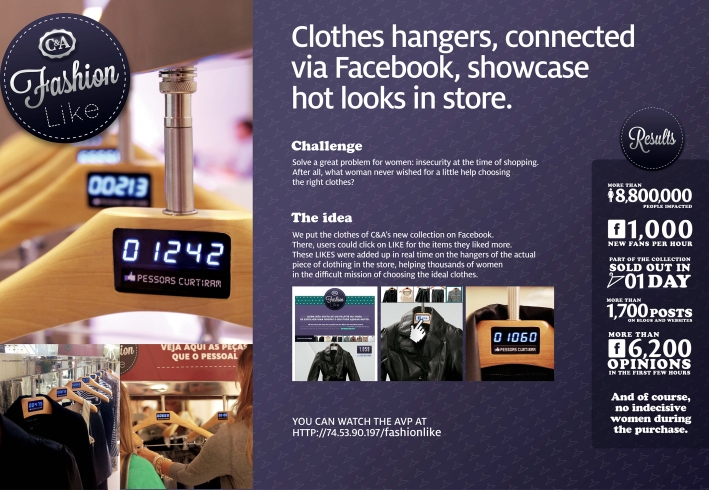 C&A
Fashion
Like
00213
01242
PESSOAS CURTIRAM
VEJA AQUI AS PEÇAS
QUE O PESSOAL
Clothes hangers, connected
via Facebook, showcase
hot looks in store.
Challenge
Solve a great problem for women: insecurity at the time of shopping.
After all, what woman never wished for a little help choosing
the right clothes?
The idea
We put the clothes of C&A's new collection on Facebook.
There, users could click on LIKE for the items they liked more.
These LIKES were added up in real time on the hangers of the actual
piece of clothing in the store, helping thousands of women
in the difficult mission of choosing the ideal clothes.
Fashion
Like
01060
PESSOAS CURTIRAM
YOU CAN WATCH THE AVP AT
HTTP://74.53.90.197/fashionlike
Results
MORE THAN
8,800,000
PEOPLE IMPACTED
f 1,000
NEW FANS PER HOUR
PART OF THE COLLECTION
SOLD OUT IN
01 DAY
MORE THAN
1,700 POSTS
ON BLOGS AND WEBSITES
MORE THAN
f 6,200
OPINIONS
IN THE FIRST FEW HOURS
And of course,
no indecisive
women during
the purchase.